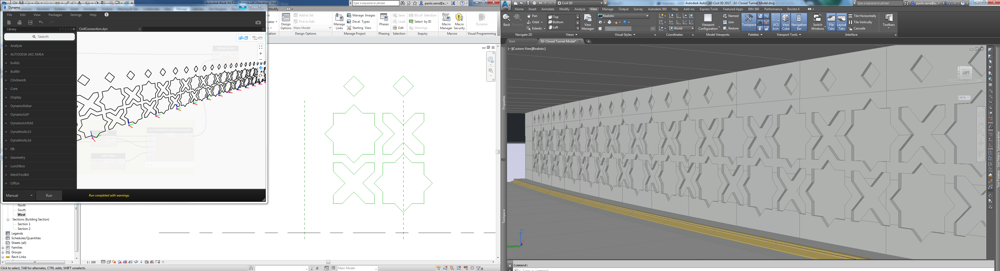 Dynamo
File Edit View Packages Settings Help
Library
CivilConnection.dyn
Search
Analyze
AUTODESK AEC EMEA
buildz
BuiltIn
Clockwork
Core
Display
DynamoRebar
DynamoSAP
DynamoUnfold
DynaWorks15
DynaWorks16
Elk
Geometry
LunchBox
MeshToolkit
Office
Python Script
Code Block
Manual Run Run completed with warnings.
North
South
West
Sections (Building Section)
Section 1
Section 2
Legends
Schedules/Quantities
Sheets (all)
Families
Groups
Revit Links
Click to select, TAB for alternates, CTRL adds, SHIFT unselects.
1 : 100
:0 Main Model :0
Autodesk Revit 2017 - Pattern.rvt - Elevation: West
Type a keyword or phrase paolo.serra@a...
Modify
Design Options
Add to Set
Pick to Edit
Main Model
Design Options
Manage Links
Manage Images
Decal Types
Starting View
Manage Project
Phases
Phasing
Save
Load
Edit
Selection
IDs of Selection
Select by ID
Warnings
Inquiry
Macro Manager
Macro Security
Macros
Dynamo
Visual Programming
Civil 3D
Autodesk AutoCAD Civil 3D 2017 02-Closed Tunnel Model.dwg
Type a keyword or phrase paolo.serra@a...
Home Insert Annotate Modify Analyze View Manage Output Survey Autodesk 360 Help Add-ins Express Tools Featured Apps BIM 360 Performance Revizto 4
Back Forward
Pan
Orbit
Extents
Navigate 2D
Top
Bottom
Left
View Manager
Views
Realistic
Opacity 60
Visual Styles
World
Coordinates
Viewport Configuration
Named
Join
Restore
Model Viewports
Toolspace
Palettes
UCS Icon
View Cube
Navigation Bar
Viewport Tools
Switch Windows
File Tabs
Layout Tabs
Tile Horizontally
Tile Vertically
Cascade
Interface
Toolbars
Start 02-Closed Tunnel Model*
[−][Custom View][Realistic]
LEFT
WCS
Z
Properties
Toolspace
Tool Palettes - Civil Metric Subassemblies
Command:
Type a command